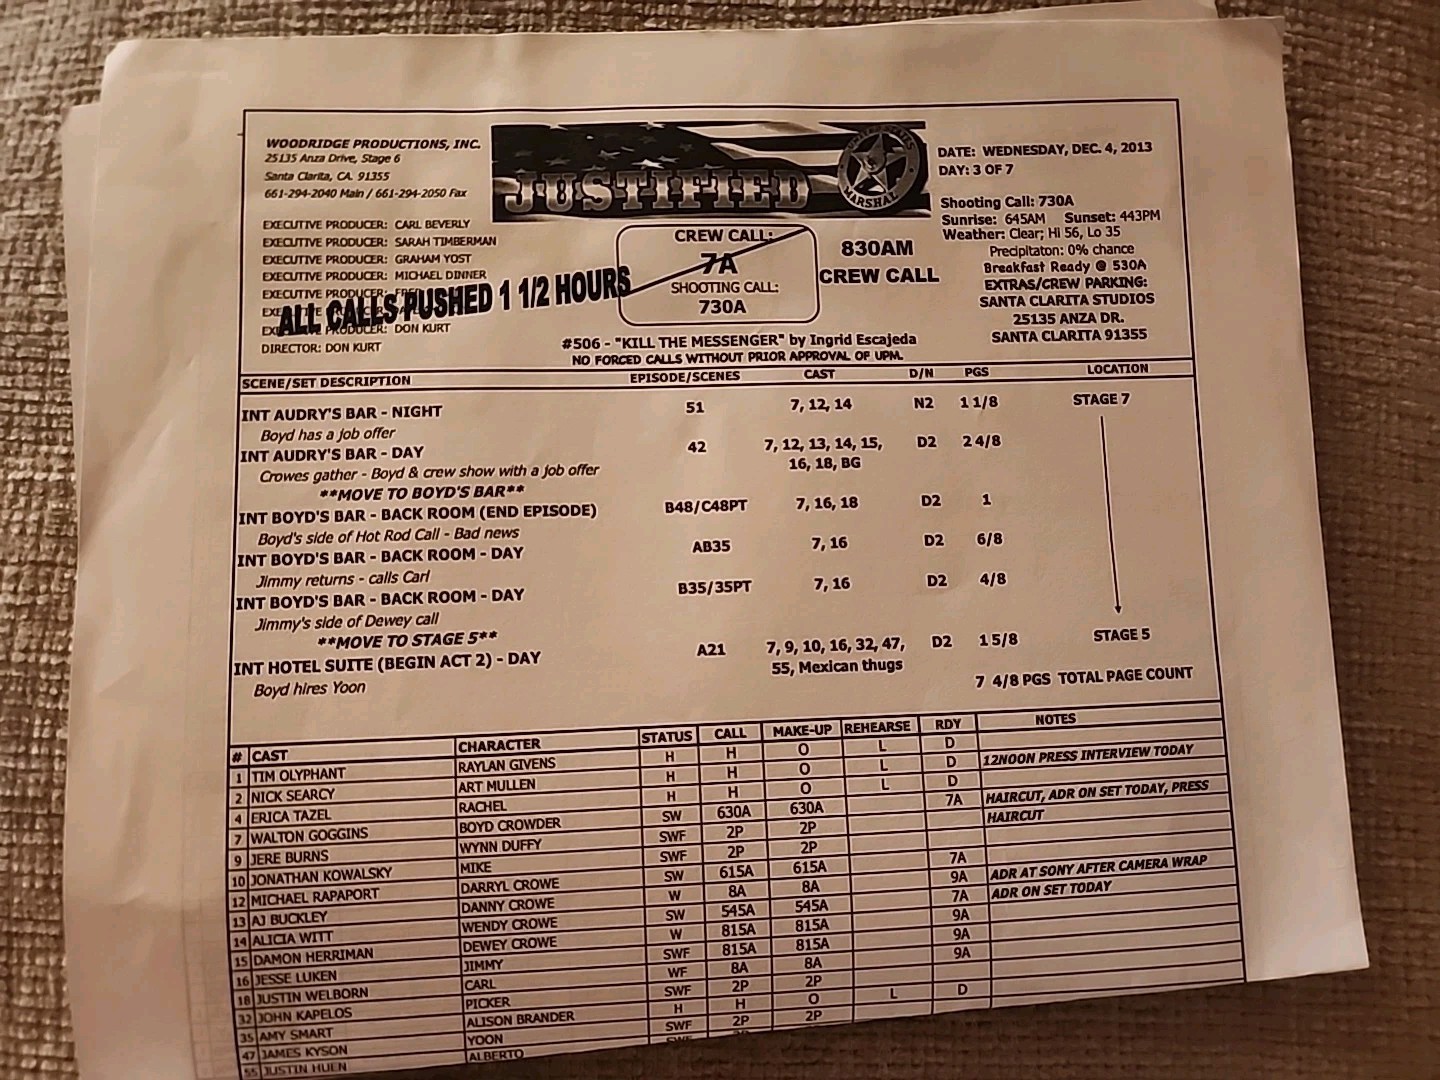 WOODRIDGE PRODUCTIONS, INC.
25135 Anza Drive, Stage 6
Santa Clarita, CA. 91355
661-294-2040 Main / 661-294-2050 Fax
EXECUTIVE PRODUCER: CARL BEVERLY
EXECUTIVE PRODUCER: SARAH TIMBERMAN
EXECUTIVE PRODUCER: GRAHAM YOST
EXECUTIVE PRODUCER: MICHAEL DINNER
EXECUTIVE PRODUCER: FRED
PRODUCER: DON KURT
DIRECTOR: DON KURT
ALL CALLS PUSHED 1 1/2 HOURS
JUSTIFIED
MARSHAL
CREW CALL:
7A
SHOOTING CALL:
730A
830AM
CREW CALL
DATE: WEDNESDAY, DEC. 4, 2013
DAY: 3 OF 7
Shooting Call: 730A
Sunrise: 645AM Sunset: 443PM
Weather: Clear; Hi 56, Lo 35
Precipitaton: 0% chance
Breakfast Ready @ 530A
EXTRAS/CREW PARKING:
SANTA CLARITA STUDIOS
25135 ANZA DR.
SANTA CLARITA 91355
#506 - "KILL THE MESSENGER" by Ingrid Escajeda
NO FORCED CALLS WITHOUT PRIOR APPROVAL OF UPM.
SCENE/SET DESCRIPTION EPISODE/SCENES CAST D/N PGS LOCATION
INT AUDRY'S BAR - NIGHT 51 7, 12, 14 N2 1 1/8 STAGE 7
Boyd has a job offer
INT AUDRY'S BAR - DAY 42 7, 12, 13, 14, 15, D2 2 4/8
16, 18, BG
Crowes gather - Boyd & crew show with a job offer
**MOVE TO BOYD'S BAR**
INT BOYD'S BAR - BACK ROOM (END EPISODE) B48/C48PT 7, 16, 18 D2 1
Boyd's side of Hot Rod Call - Bad news
INT BOYD'S BAR - BACK ROOM - DAY AB35 7, 16 D2 6/8
Jimmy returns - calls Carl
INT BOYD'S BAR - BACK ROOM - DAY B35/35PT 7, 16 D2 4/8
Jimmy's side of Dewey call
**MOVE TO STAGE 5**
INT HOTEL SUITE (BEGIN ACT 2) - DAY A21 7, 9, 10, 16, 32, 47, D2 1 5/8 STAGE 5
55, Mexican thugs
Boyd hires Yoon
7 4/8 PGS TOTAL PAGE COUNT
# CAST CHARACTER STATUS CALL MAKE-UP REHEARSE RDY NOTES
1 TIM OLYPHANT RAYLAN GIVENS H H O L D 12NOON PRESS INTERVIEW TODAY
2 NICK SEARCY ART MULLEN H H O L D
4 ERICA TAZEL RACHEL H H O L D
7 WALTON GOGGINS BOYD CROWDER SW 630A 630A 7A HAIRCUT, ADR ON SET TODAY, PRESS
9 JERE BURNS WYNN DUFFY SWF 2P 2P HAIRCUT
10 JONATHAN KOWALSKY MIKE SWF 2P 2P
12 MICHAEL RAPAPORT DARRYL CROWE SW 615A 615A 7A
13 AJ BUCKLEY DANNY CROWE W 8A 8A 9A ADR AT SONY AFTER CAMERA WRAP
14 ALICIA WITT WENDY CROWE SW 545A 545A 7A ADR ON SET TODAY
15 DAMON HERRIMAN DEWEY CROWE W 815A 815A 9A
16 JESSE LUKEN JIMMY SWF 815A 815A 9A
18 JUSTIN WELBORN CARL WF 8A 8A 9A
32 JOHN KAPELOS PICKER SWF 2P 2P
35 AMY SMART ALISON BRANDER H H O L D
47 JAMES KYSON YOON SWF 2P 2P
55 JUSTIN HUEN ALBERTO